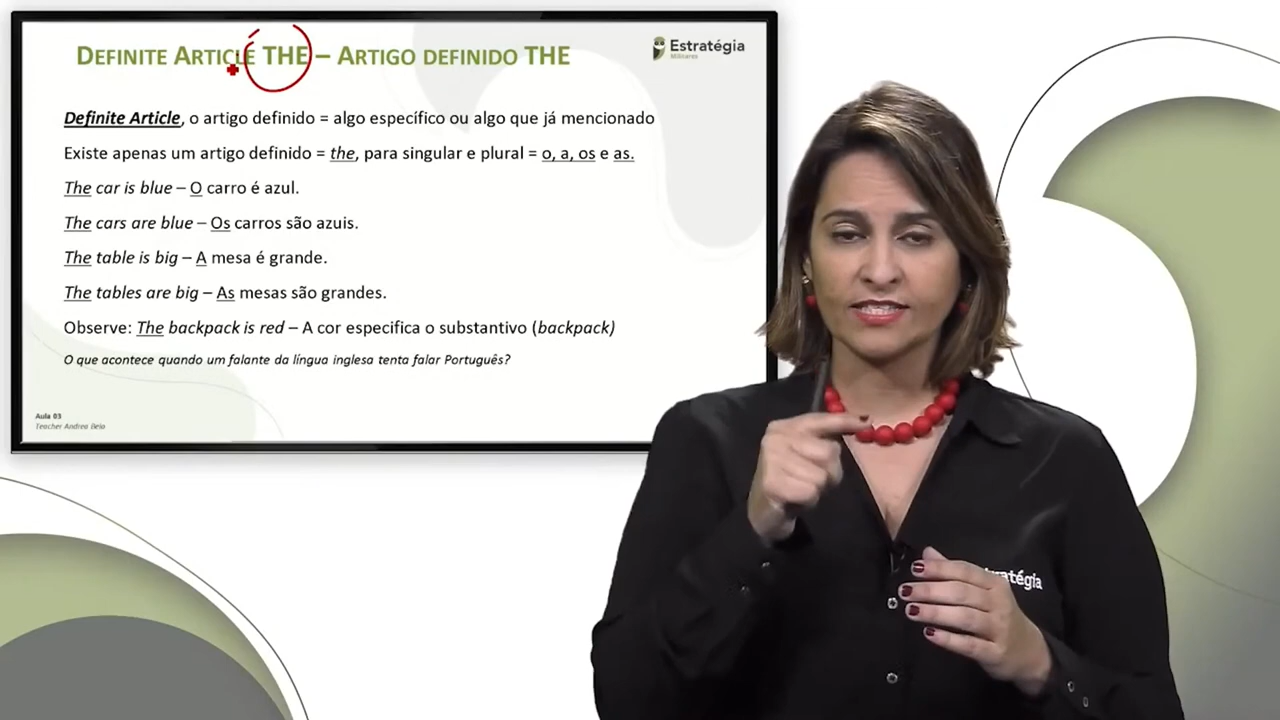 DEFINITE ARTICLE THE – ARTIGO DEFINIDO THE
Estratégia
Militares
Definite Article, o artigo definido = algo específico ou algo que já mencionado
Existe apenas um artigo definido = the, para singular e plural = o, a, os e as.
The car is blue – O carro é azul.
The cars are blue – Os carros são azuis.
The table is big – A mesa é grande.
The tables are big – As mesas são grandes.
Observe: The backpack is red – A cor especifica o substantivo (backpack)
O que acontece quando um falante da língua inglesa tenta falar Português?
Aula 03
Teacher Andrea Belo